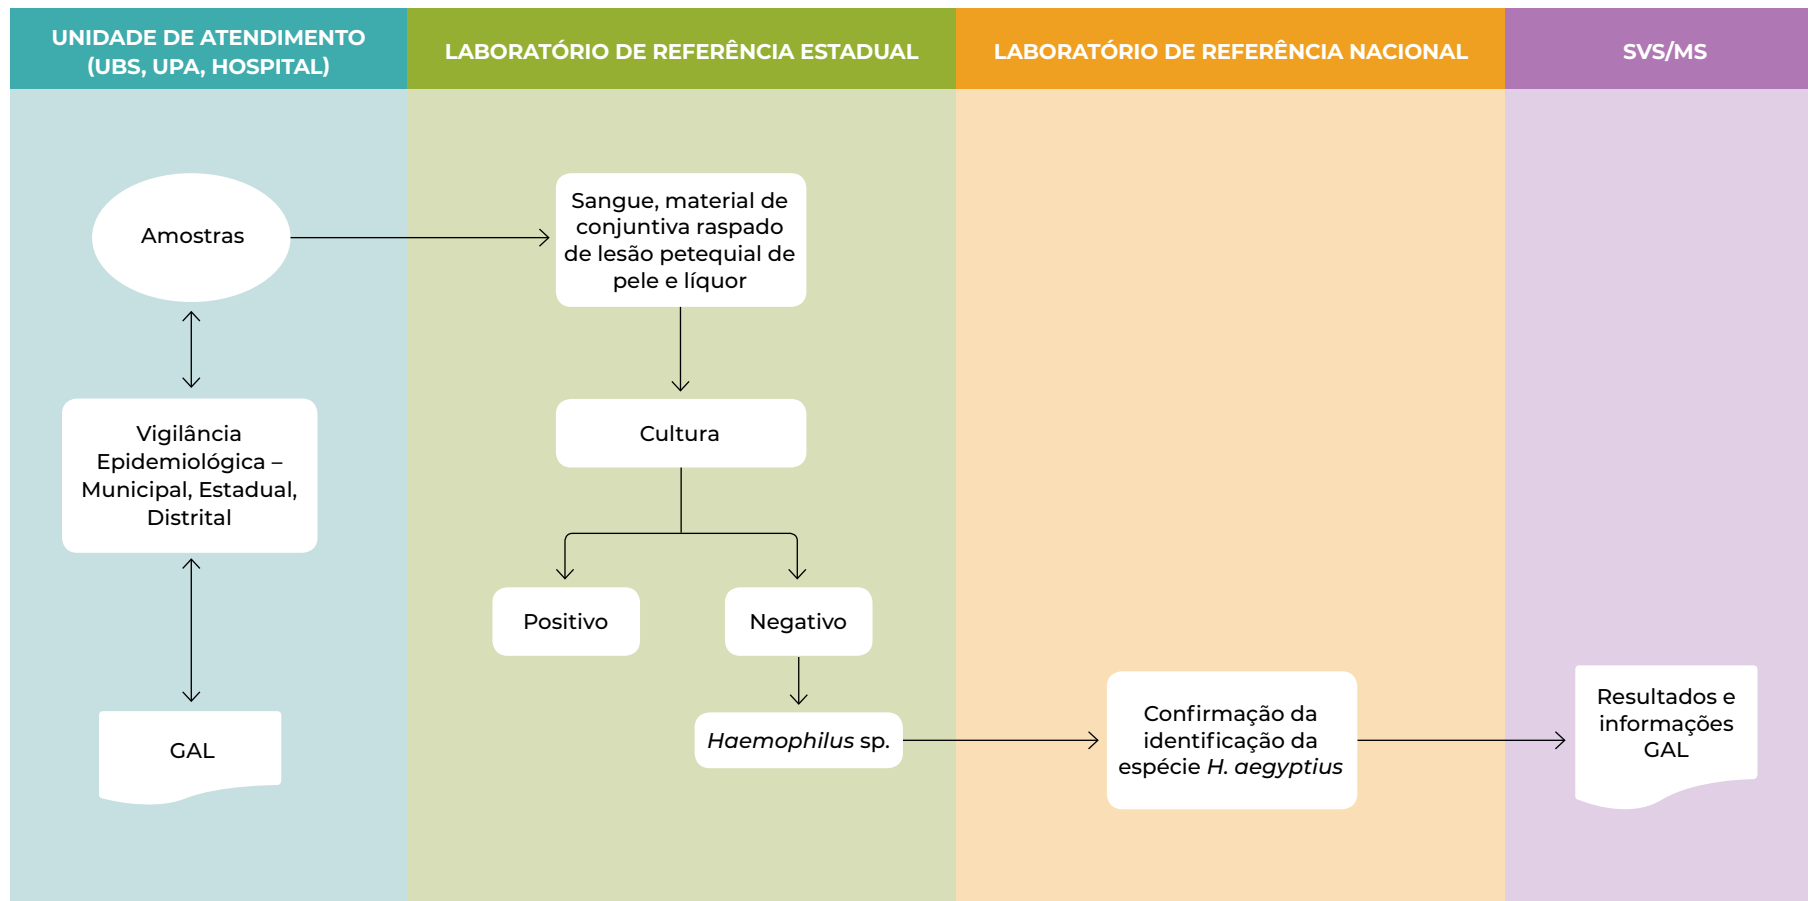 UNIDADE DE ATENDIMENTO
(UBS, UPA, HOSPITAL)
LABORATÓRIO DE REFERÊNCIA ESTADUAL
LABORATÓRIO DE REFERÊNCIA NACIONAL
SVS/MS
Amostras
Vigilância
Epidemiológica –
Municipal, Estadual,
Distrital
GAL
Sangue, material de
conjuntiva raspado
de lesão petequial de
pele e líquor
Cultura
Positivo
Negativo
Haemophilus sp.
Confirmação da
identificação da
espécie H. aegyptius
Resultados e
informações
GAL